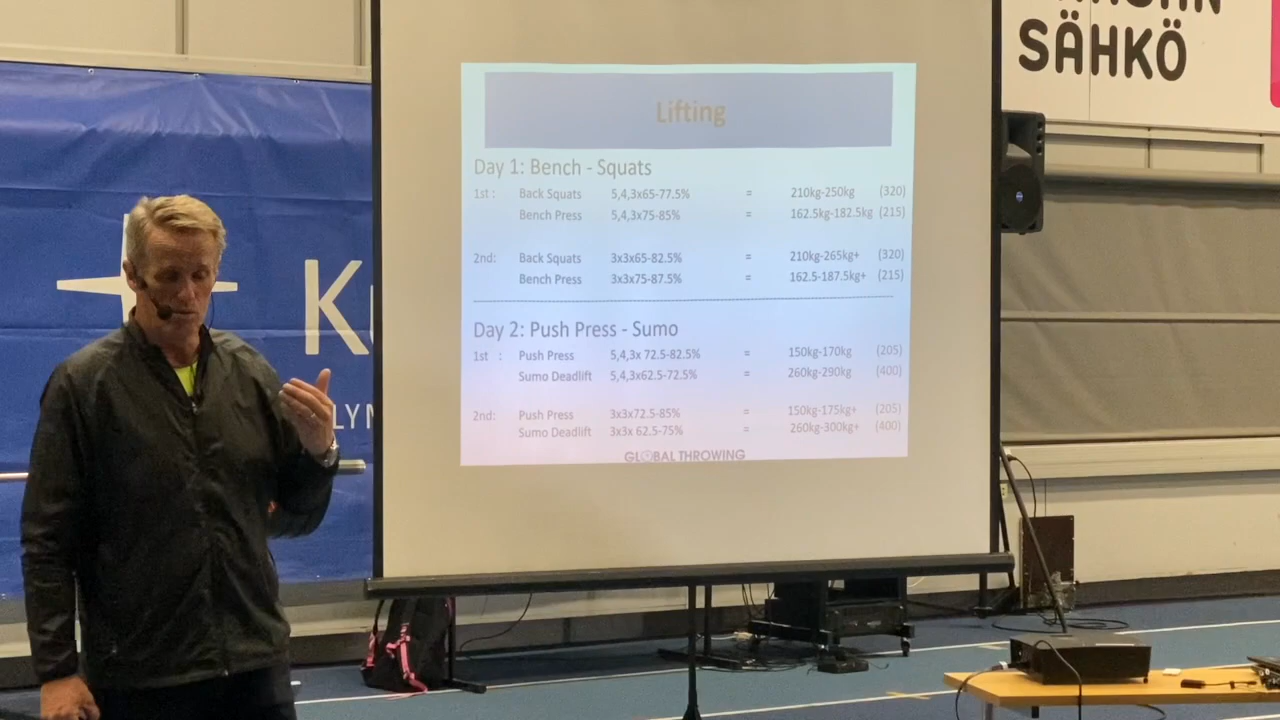 SÄHKÖ
Lifting
Day 1: Bench - Squats
1st : Back Squats 5,4,3x65-77.5% = 210kg-250kg (320)
Bench Press 5,4,3x75-85% = 162.5kg-182.5kg (215)
2nd: Back Squats 3x3x65-82.5% = 210kg-265kg+ (320)
Bench Press 3x3x75-87.5% = 162.5-187.5kg+ (215)
Day 2: Push Press - Sumo
1st : Push Press 5,4,3x 72.5-82.5% = 150kg-170kg (205)
Sumo Deadlift 5,4,3x62.5-72.5% = 260kg-290kg (400)
2nd: Push Press 3x3x72.5-85% = 150kg-175kg+ (205)
Sumo Deadlift 3x3x 62.5-75% = 260kg-300kg+ (400)
GLOBAL THROWING